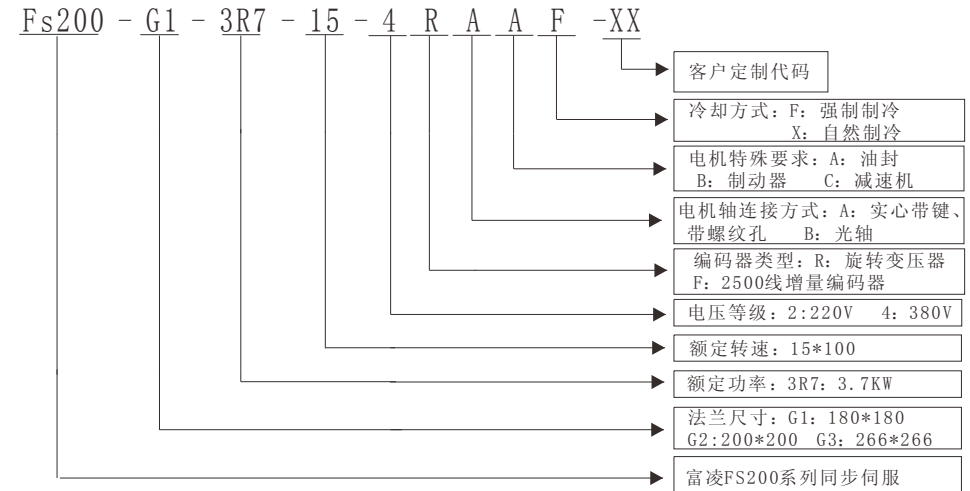 Fs200 - G1 - 3R7 - 15 - 4 R A A F -XX
客户定制代码
冷却方式: F: 强制制冷
X: 自然制冷
电机特殊要求: A: 油封
B: 制动器 C: 减速机
电机轴连接方式: A: 实心带键、
带螺纹孔 B: 光轴
编码器类型: R: 旋转变压器
F: 2500线增量编码器
电压等级: 2:220V 4: 380V
额定转速: 15*100
额定功率: 3R7: 3.7KW
法兰尺寸: G1: 180*180
G2:200*200 G3: 266*266
富凌FS200系列同步伺服